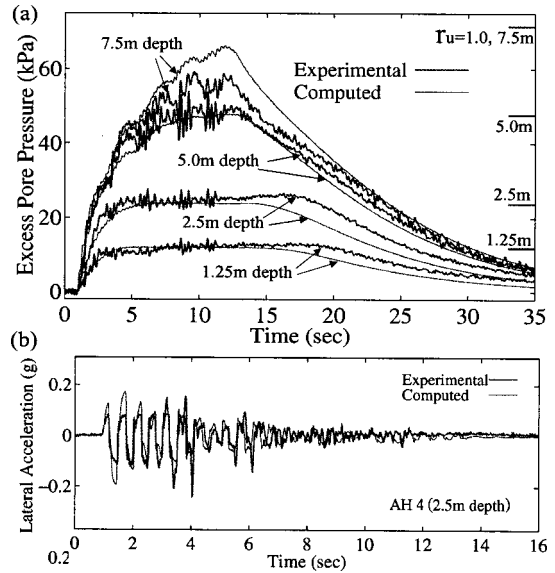 (a)
Excess Pore Pressure (kPa)
60
40
20
0
7.5m depth
ru=1.0, 7.5m
Experimental
Computed
5.0m
5.0m depth
2.5m
2.5m depth
1.25m
1.25m depth
0 5 10 15 20 25 30 35
Time (sec)
(b)
Lateral Acceleration (g)
0.2
0
-0.2
0.2
Experimental
Computed
AH 4 (2.5m depth)
0 2 4 6 8 10 12 14 16
Time (sec)